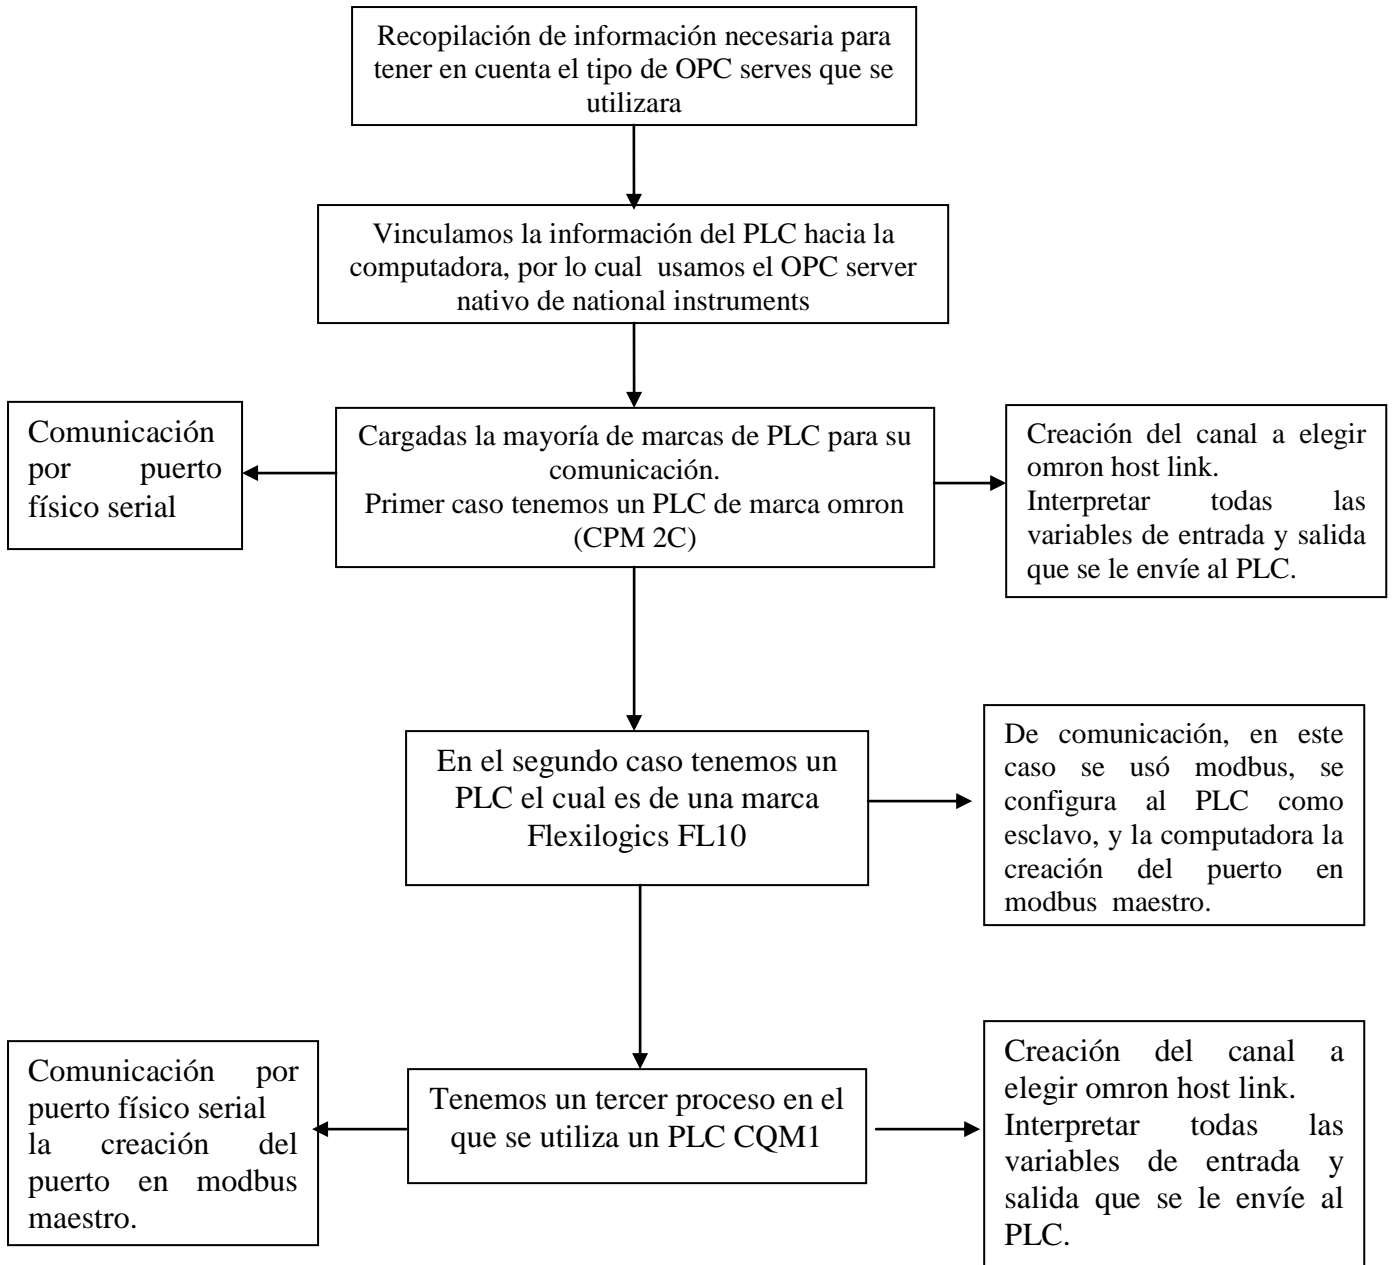 Recopilación de información necesaria para
tener en cuenta el tipo de OPC serves que se
utilizara
Vinculamos la información del PLC hacia la
computadora, por lo cual usamos el OPC server
nativo de national instruments
Comunicación
por puerto
físico serial
Cargadas la mayoría de marcas de PLC para su
comunicación.
Primer caso tenemos un PLC de marca omron
(CPM 2C)
Creación del canal a elegir
omron host link.
Interpretar todas las
variables de entrada y salida
que se le envíe al PLC.
En el segundo caso tenemos un
PLC el cual es de una marca
Flexilogics FL10
De comunicación, en este
caso se usó modbus, se
configura al PLC como
esclavo, y la computadora la
creación del puerto en
modbus maestro.
Comunicación por
puerto físico serial
la creación del
puerto en modbus
maestro.
Tenemos un tercer proceso en el
que se utiliza un PLC CQM1
Creación del canal a
elegir omron host link.
Interpretar todas las
variables de entrada y
salida que se le envíe al
PLC.